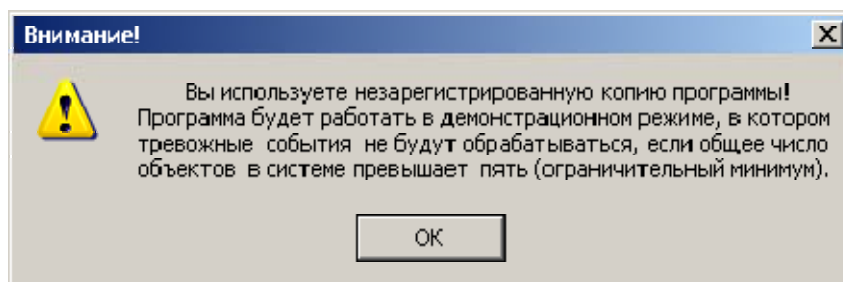 Внимание!
Вы используете незарегистрированную копию программы!
Программа будет работать в демонстрационном режиме, в котором
тревожные события не будут обрабатываться, если общее число
объектов в системе превышает пять (ограничительный минимум).
OK